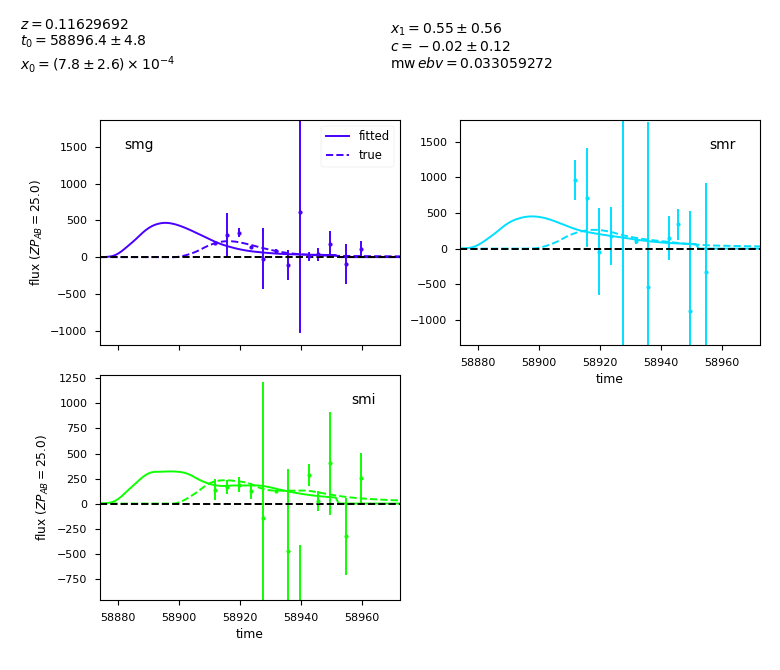 z = 0.11629692
t₀ = 58896.4 ± 4.8
x₀ = (7.8 ± 2.6) × 10⁻⁴
x₁ = 0.55 ± 0.56
c = −0.02 ± 0.12
mw ebv = 0.033059272
smg
fitted
true
1500
1000
500
0
−500
−1000
flux (ZP_AB = 25.0)
smr
1500
1000
500
0
−500
−1000
58880 58900 58920 58940 58960
time
smi
1250
1000
750
500
250
0
−250
−500
−750
flux (ZP_AB = 25.0)
58880 58900 58920 58940 58960
time